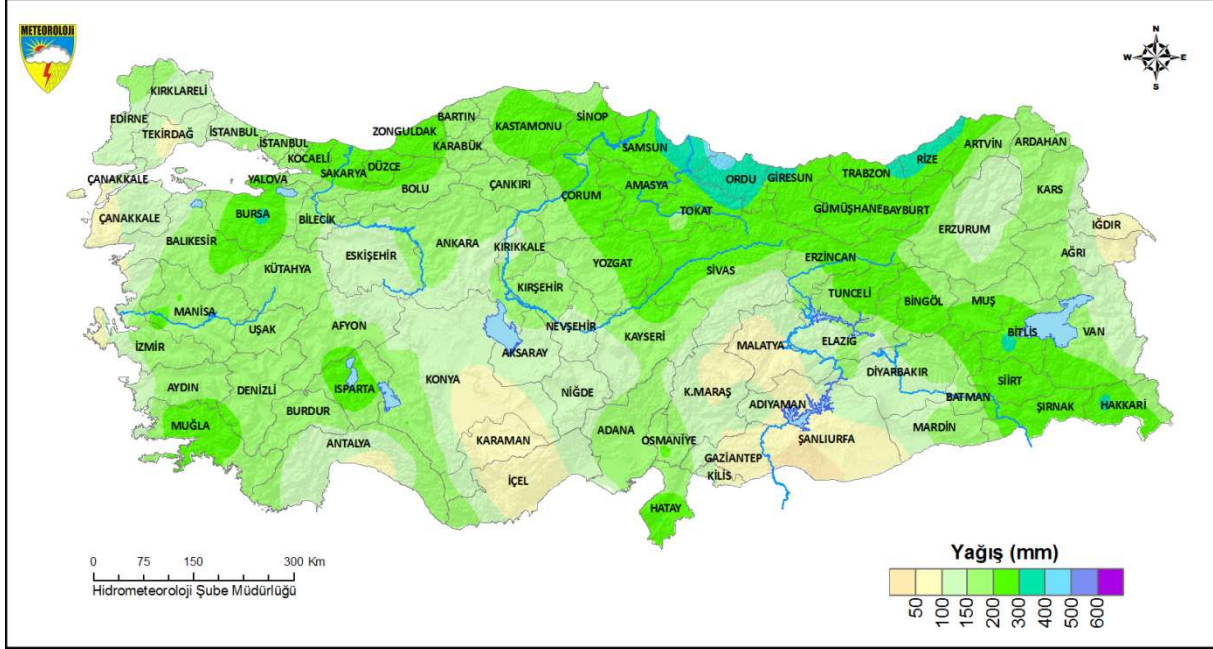 METEOROLOJİ
N
W
E
S
KIRKLARELİ
EDİRNE
TEKİRDAĞ
İSTANBUL
İSTANBUL
KOCAELİ
YALOVA
SAKARYA
DÜZCE
ZONGULDAK
BARTIN
KARABÜK
KASTAMONU
SİNOP
SAMSUN
ORDU
GİRESUN
TRABZON
RİZE
ARTVİN
ARDAHAN
ÇANAKKALE
ÇANAKKALE
BURSA
BİLECİK
BOLU
ÇANKIRI
ÇORUM
AMASYA
TOKAT
GÜMÜŞHANE
BAYBURT
KARS
IĞDIR
BALIKESİR
KÜTAHYA
ESKİŞEHİR
ANKARA
KIRIKKALE
YOZGAT
SİVAS
ERZİNCAN
ERZURUM
AĞRI
MANİSA
UŞAK
AFYON
KIRŞEHİR
NEVŞEHİR
KAYSERİ
TUNCELİ
BİNGÖL
MUŞ
BİTLİS
VAN
İZMİR
AYDIN
DENİZLİ
ISPARTA
KONYA
AKSARAY
NİĞDE
MALATYA
ELAZIĞ
DİYARBAKIR
SİİRT
BATMAN
ŞIRNAK
HAKKARİ
MUĞLA
BURDUR
ANTALYA
KARAMAN
İÇEL
ADANA
OSMANİYE
K.MARAŞ
ADIYAMAN
GAZİANTEP
KİLİS
ŞANLIURFA
MARDİN
HATAY
0 75 150 300 Km
Hidrometeoroloji Şube Müdürlüğü
Yağış (mm)
50 100 150 200 300 400 500 600